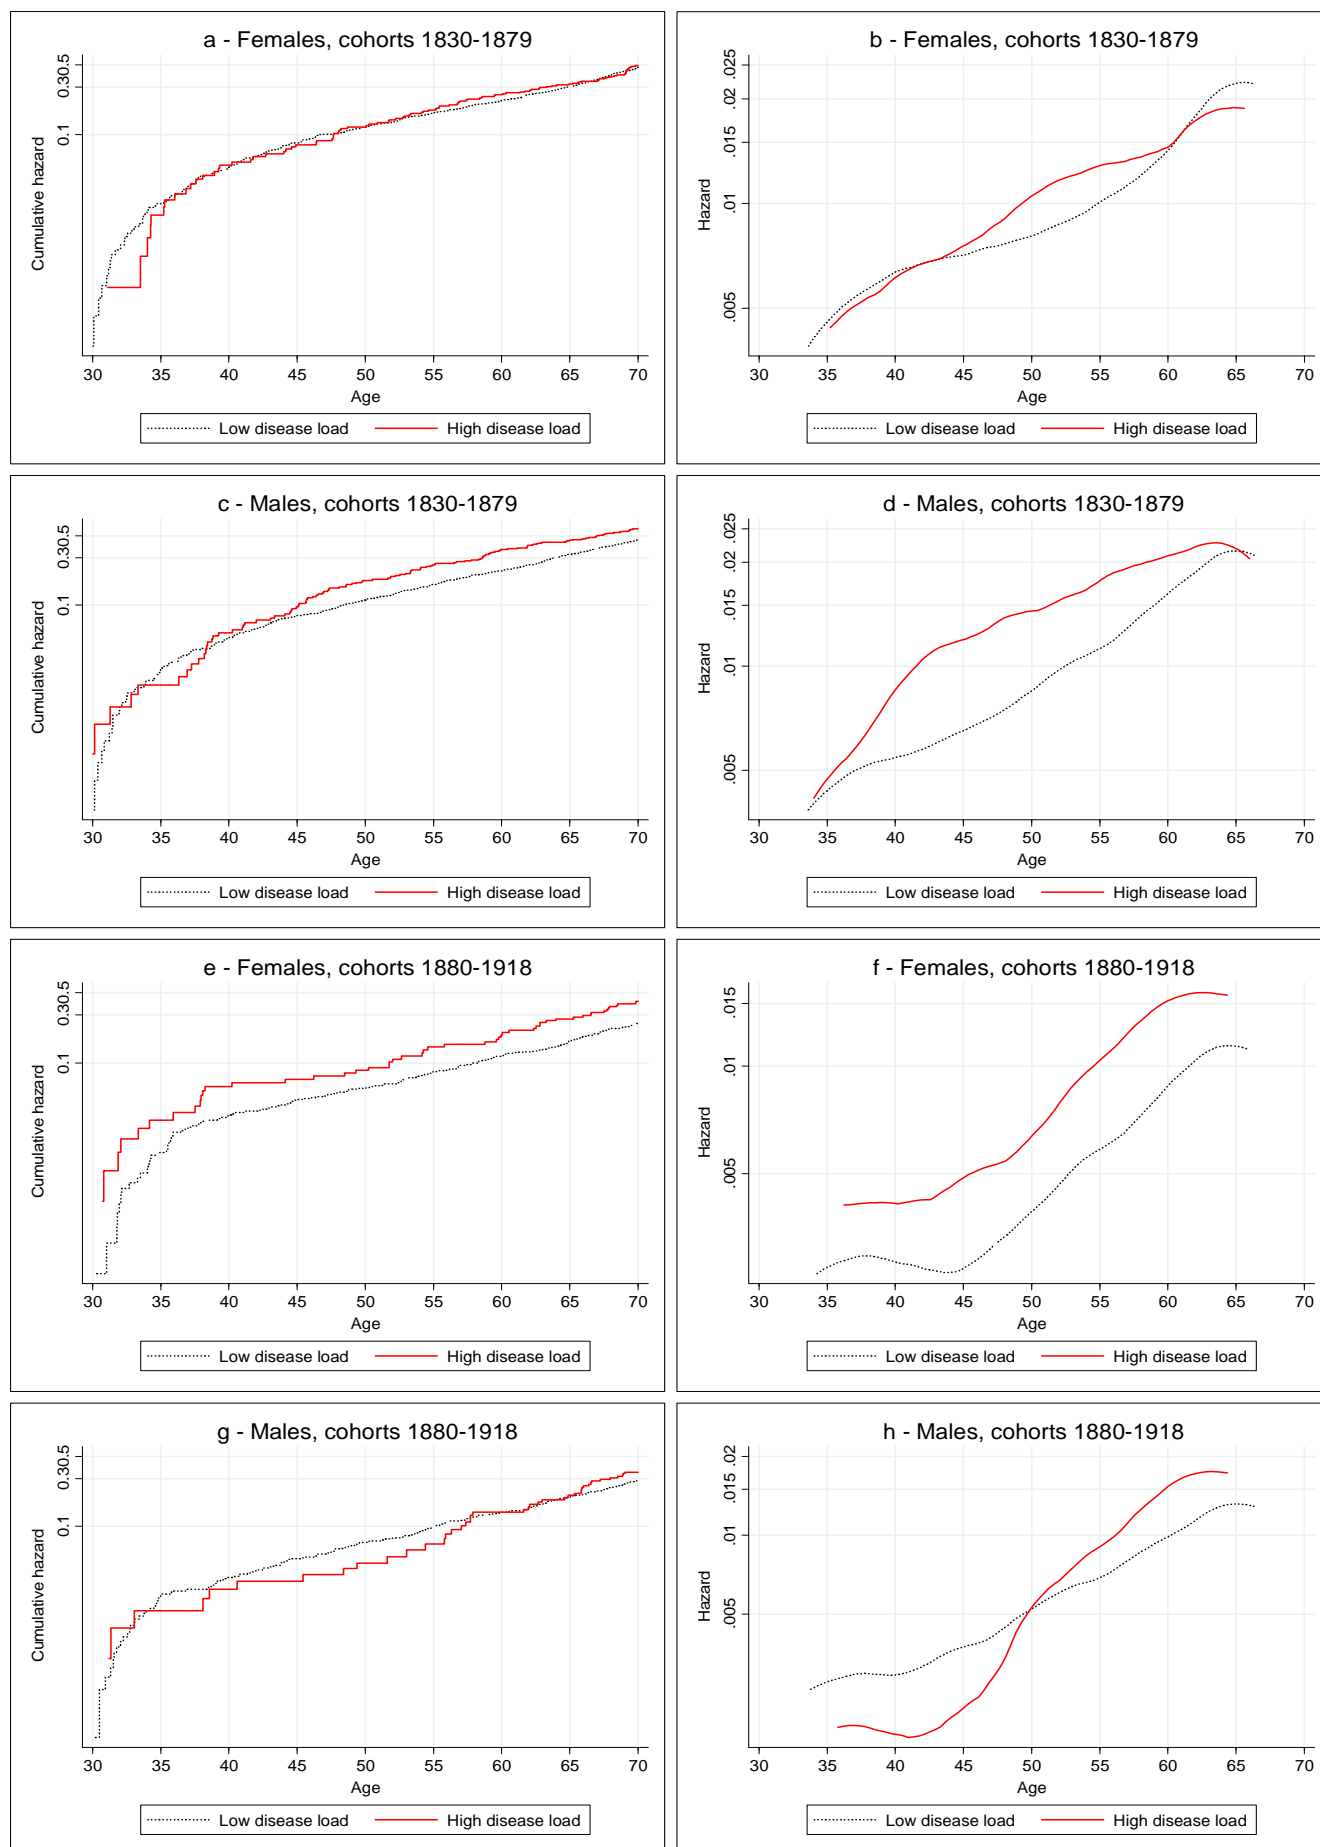 a - Females, cohorts 1830-1879
Cumulative hazard
0.1
0.30.5
30 35 40 45 50 55 60 65 70
Age
Low disease load High disease load
b - Females, cohorts 1830-1879
Hazard
.005 .01 .015 .02 .025
30 35 40 45 50 55 60 65 70
Age
Low disease load High disease load
c - Males, cohorts 1830-1879
Cumulative hazard
0.1
0.30.5
30 35 40 45 50 55 60 65 70
Age
Low disease load High disease load
d - Males, cohorts 1830-1879
Hazard
.005 .01 .015 .02 .025
30 35 40 45 50 55 60 65 70
Age
Low disease load High disease load
e - Females, cohorts 1880-1918
Cumulative hazard
0.1
0.30.5
30 35 40 45 50 55 60 65 70
Age
Low disease load High disease load
f - Females, cohorts 1880-1918
Hazard
.005 .01 .015
30 35 40 45 50 55 60 65 70
Age
Low disease load High disease load
g - Males, cohorts 1880-1918
Cumulative hazard
0.1
0.30.5
30 35 40 45 50 55 60 65 70
Age
Low disease load High disease load
h - Males, cohorts 1880-1918
Hazard
.005 .01 .015 .02
30 35 40 45 50 55 60 65 70
Age
Low disease load High disease load